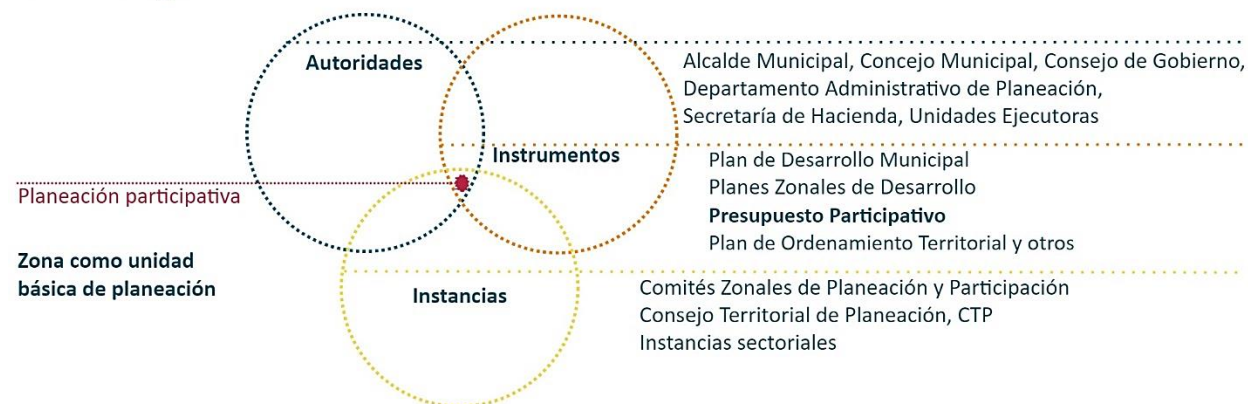 Autoridades
Alcalde Municipal, Concejo Municipal, Consejo de Gobierno,
Departamento Administrativo de Planeación,
Secretaría de Hacienda, Unidades Ejecutoras
Instrumentos
Plan de Desarrollo Municipal
Planes Zonales de Desarrollo
Presupuesto Participativo
Plan de Ordenamiento Territorial y otros
Planeación participativa
Zona como unidad
básica de planeación
Instancias
Comités Zonales de Planeación y Participación
Consejo Territorial de Planeación, CTP
Instancias sectoriales